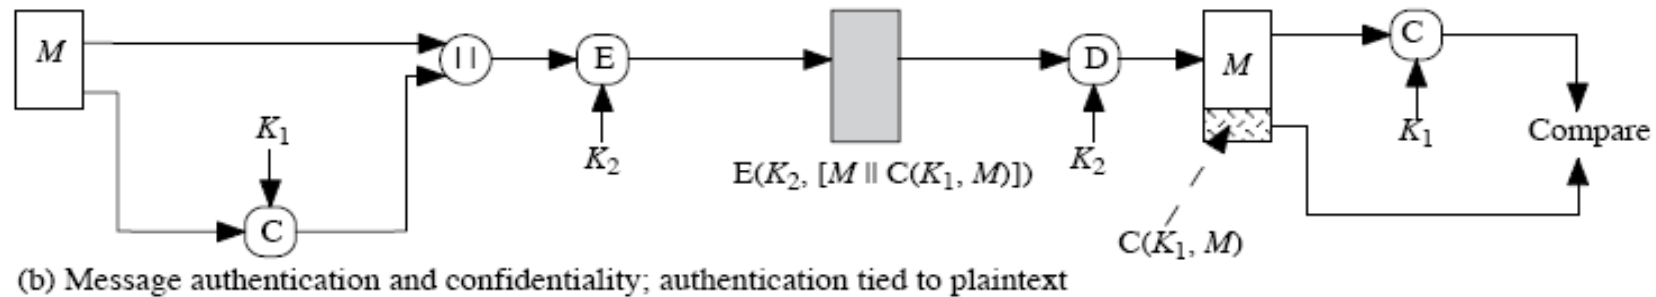 M
K₁
C
||
E
K₂
E(K₂, [M || C(K₁, M)])
D
K₂
M
C(K₁, M)
C
K₁
Compare
(b) Message authentication and confidentiality; authentication tied to plaintext